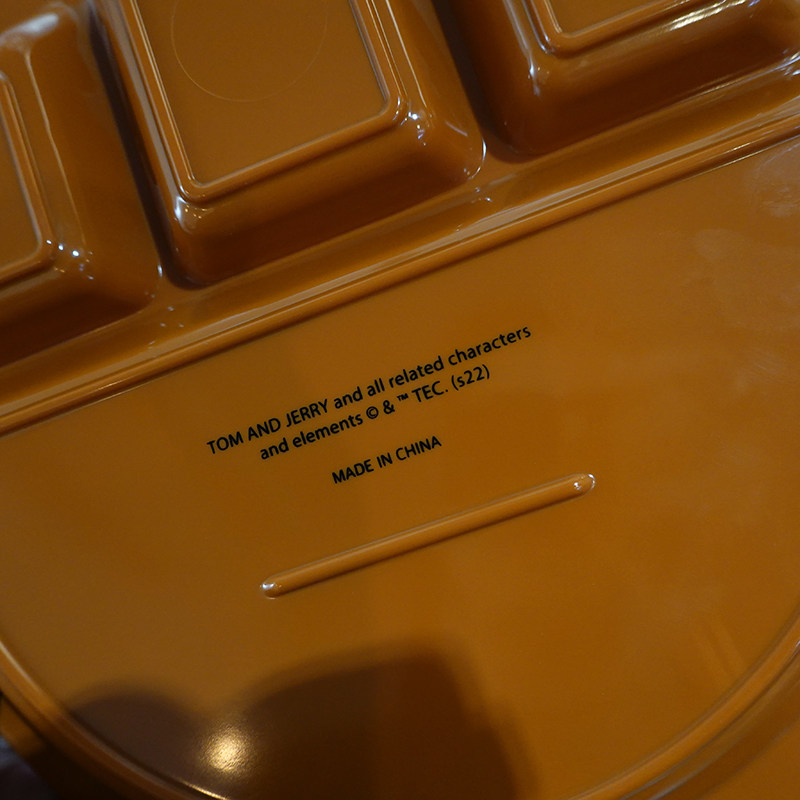 TOM AND JERRY and all related characters
and elements © & ™ TEC. (s22)
MADE IN CHINA